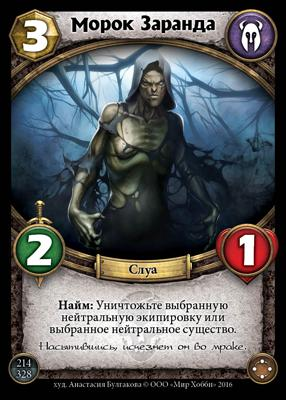 3
Морок Заранда
2
Слуа
1
Найм: Уничтожьте выбранную
нейтральную экипировку или
выбранное нейтральное существо.
Насытившись, исчезнет он во мраке.
214
328
худ. Анастасия Булгакова © ООО «Мир Хобби» 2016